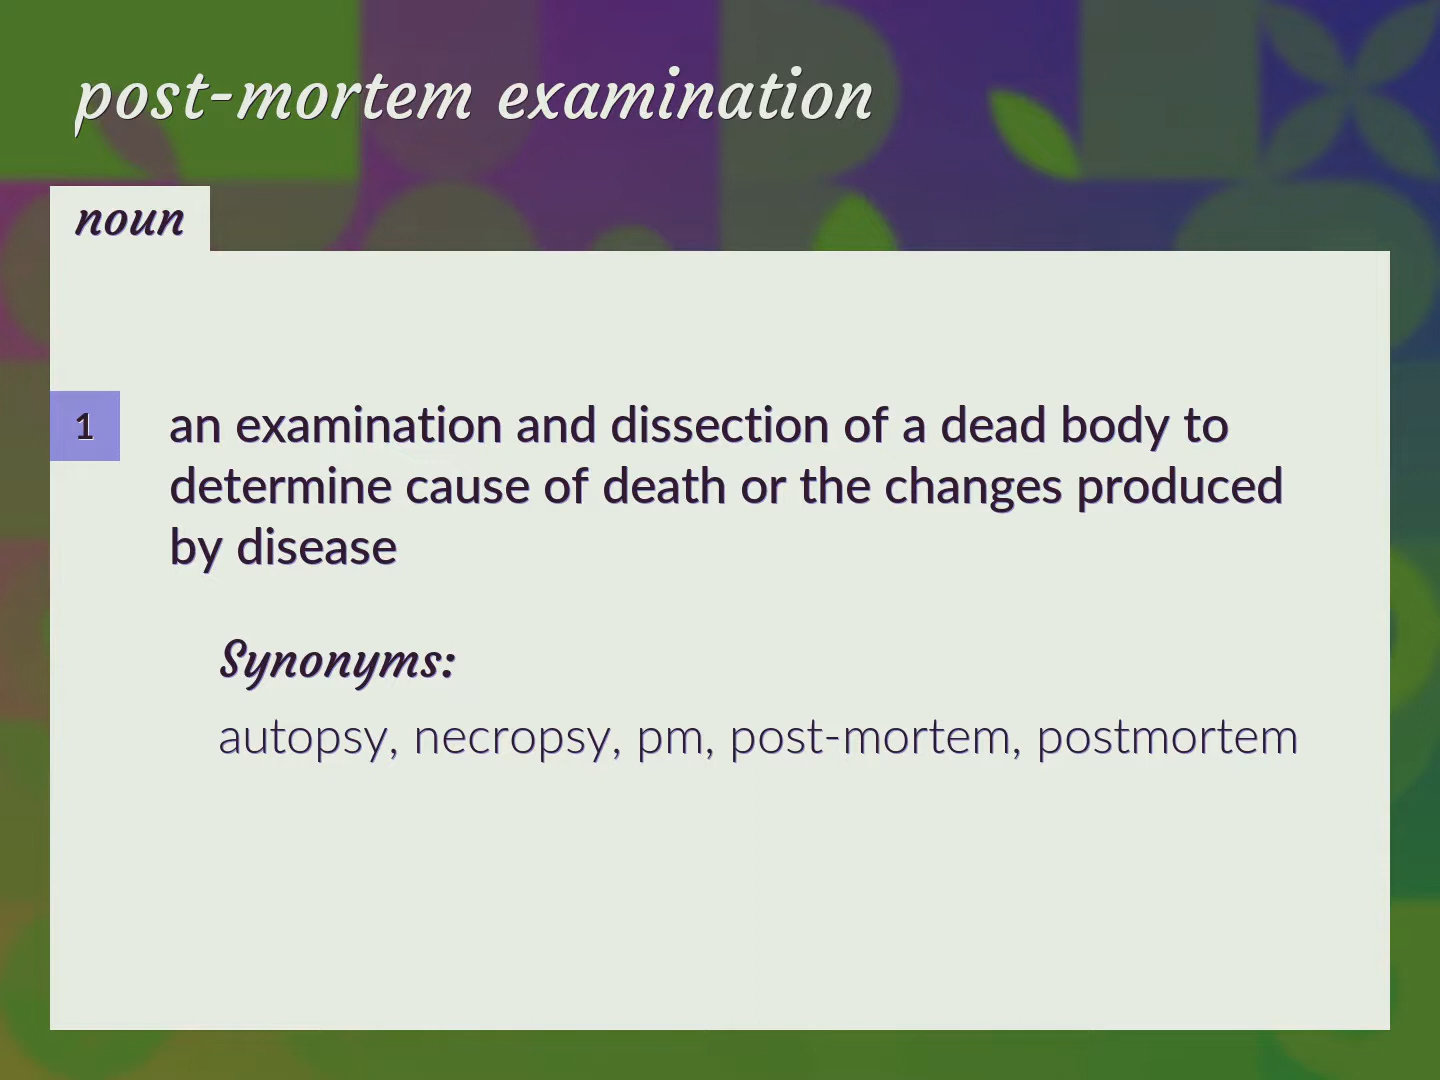 post-mortem examination
noun
1
an examination and dissection of a dead body to
determine cause of death or the changes produced
by disease
Synonyms:
autopsy, necropsy, pm, post-mortem, postmortem